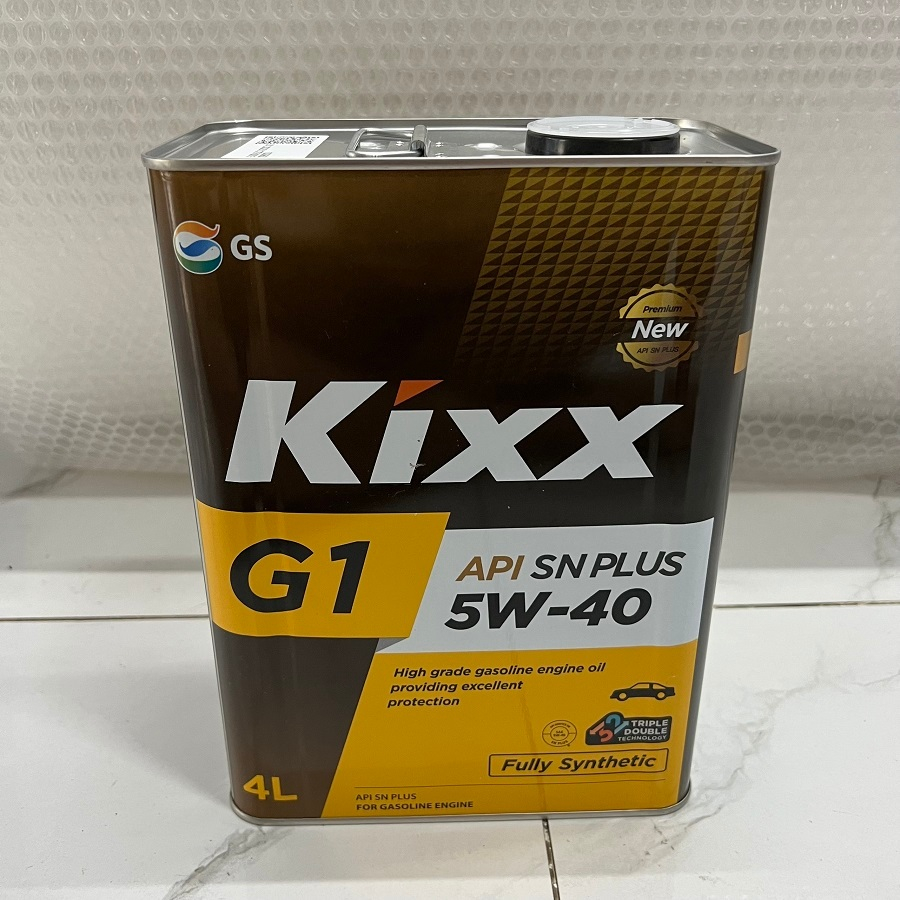 GS
Premium
New
API SN PLUS
Kixx
G1
API SN PLUS
5W-40
High grade gasoline engine oil
providing excellent
protection
TRIPLE
DOUBLE
TECHNOLOGY
Fully Synthetic
4L
API SN PLUS
FOR GASOLINE ENGINE